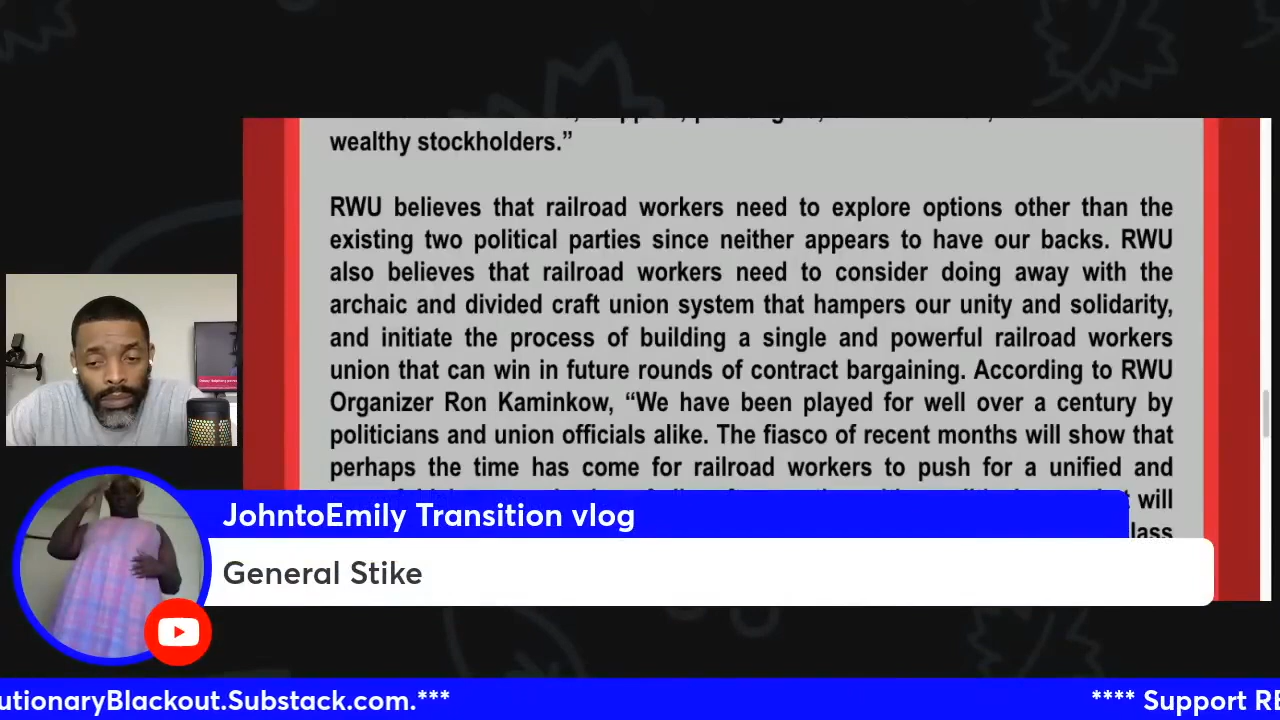 wealthy stockholders.”
RWU believes that railroad workers need to explore options other than the
existing two political parties since neither appears to have our backs. RWU
also believes that railroad workers need to consider doing away with the
archaic and divided craft union system that hampers our unity and solidarity,
and initiate the process of building a single and powerful railroad workers
union that can win in future rounds of contract bargaining. According to RWU
Organizer Ron Kaminkow, “We have been played for well over a century by
politicians and union officials alike. The fiasco of recent months will show that
perhaps the time has come for railroad workers to push for a unified and
will
lass
JohntoEmily Transition vlog
General Stike
utionaryBlackout.Substack.com.*** **** Support RE